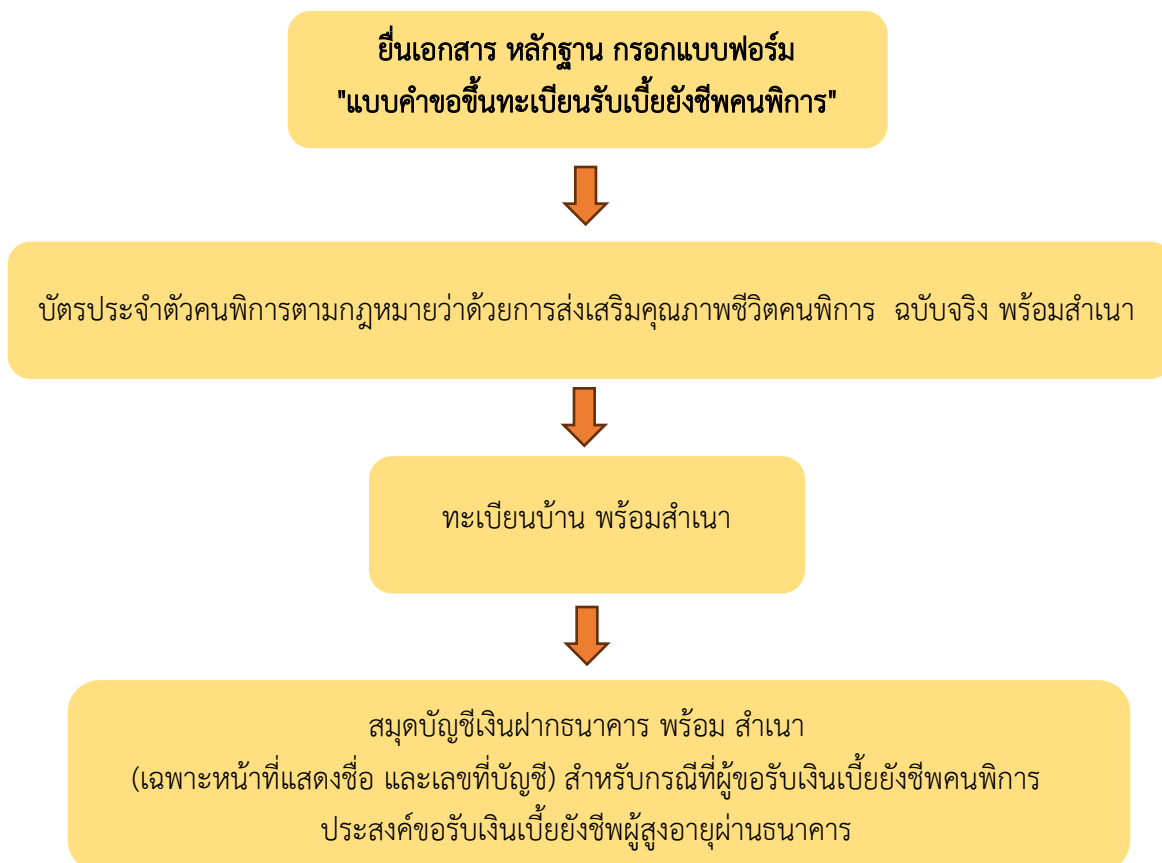 ยื่นเอกสาร หลักฐาน กรอกแบบฟอร์ม
"แบบคำขอขึ้นทะเบียนรับเบี้ยยังชีพคนพิการ"
บัตรประจำตัวคนพิการตามกฎหมายว่าด้วยการส่งเสริมคุณภาพชีวิตคนพิการ ฉบับจริง พร้อมสำเนา
ทะเบียนบ้าน พร้อมสำเนา
สมุดบัญชีเงินฝากธนาคาร พร้อม สำเนา
(เฉพาะหน้าที่แสดงชื่อ และเลขที่บัญชี) สำหรับกรณีที่ผู้ขอรับเงินเบี้ยยังชีพคนพิการ
ประสงค์ขอรับเงินเบี้ยยังชีพผู้สูงอายุผ่านธนาคาร